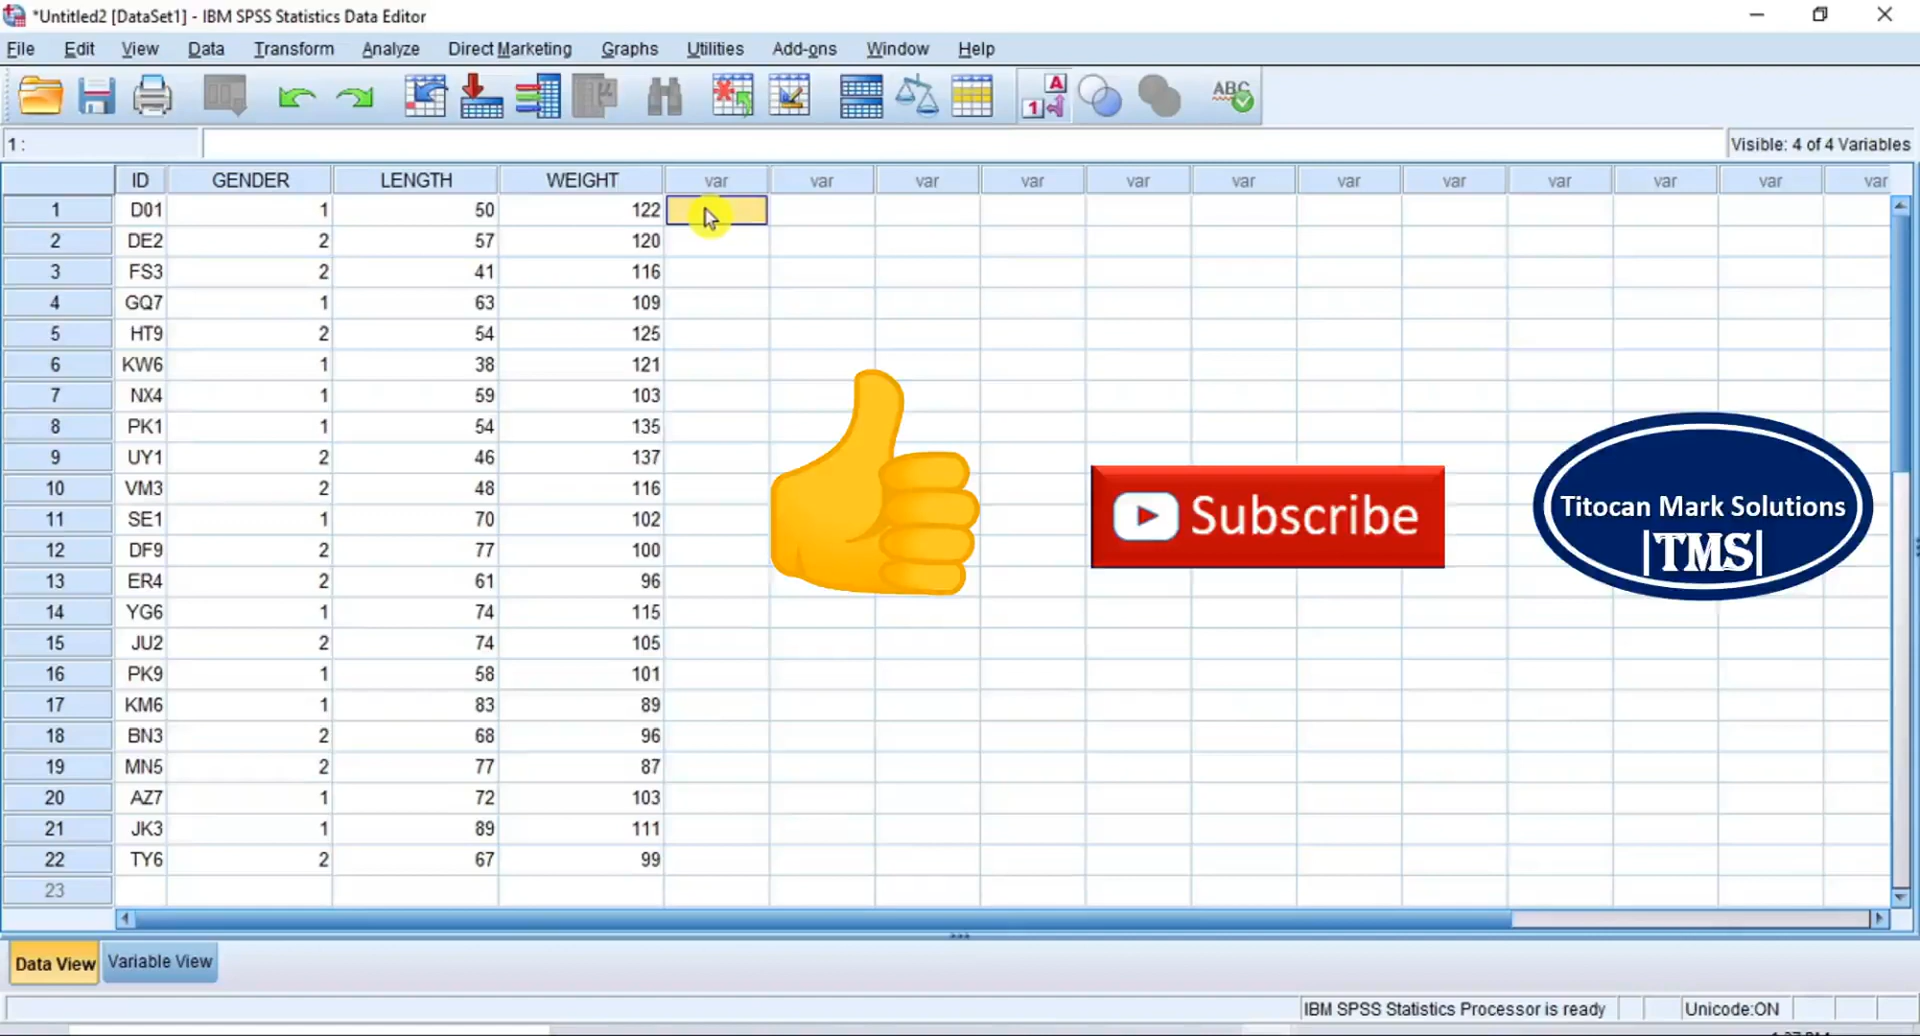 *Untitled2 [DataSet1] - IBM SPSS Statistics Data Editor
File Edit View Data Transform Analyze Direct Marketing Graphs Utilities Add-ons Window Help
A
1
ABC
1 :
Visible: 4 of 4 Variables
ID GENDER LENGTH WEIGHT var var var var var var var var var var var var
1 D01 1 50 122
2 DE2 2 57 120
3 FS3 2 41 116
4 GQ7 1 63 109
5 HT9 2 54 125
6 KW6 1 38 121
7 NX4 1 59 103
8 PK1 1 54 135
9 UY1 2 46 137
10 VM3 2 48 116
11 SE1 1 70 102
12 DF9 2 77 100
13 ER4 2 61 96
14 YG6 1 74 115
15 JU2 2 74 105
16 PK9 1 58 101
17 KM6 1 83 89
18 BN3 2 68 96
19 MN5 2 77 87
20 AZ7 1 72 103
21 JK3 1 89 111
22 TY6 2 67 99
23
Subscribe
Titocan Mark Solutions
|TMS|
Data View Variable View
IBM SPSS Statistics Processor is ready Unicode:ON